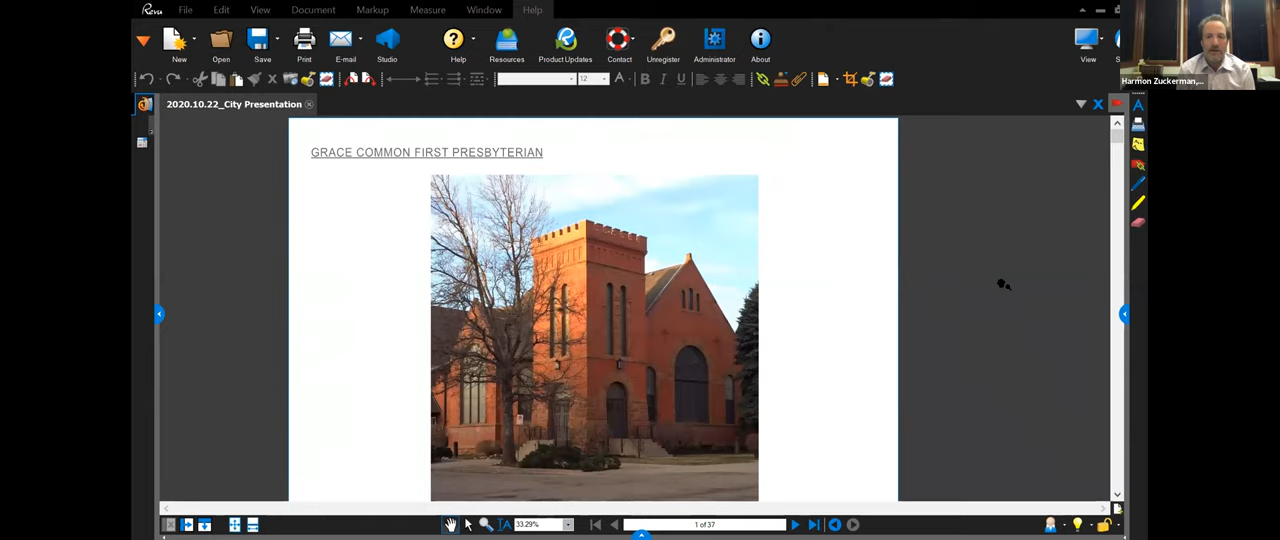 Revu File Edit View Document Markup Measure Window Help
New Open Save Print E-mail Studio Help Resources Product Updates Contact Unregister Administrator About View
12
Harmon Zuckerman,...
2020.10.22_City Presentation
GRACE COMMON FIRST PRESBYTERIAN
33.29% 1 of 37